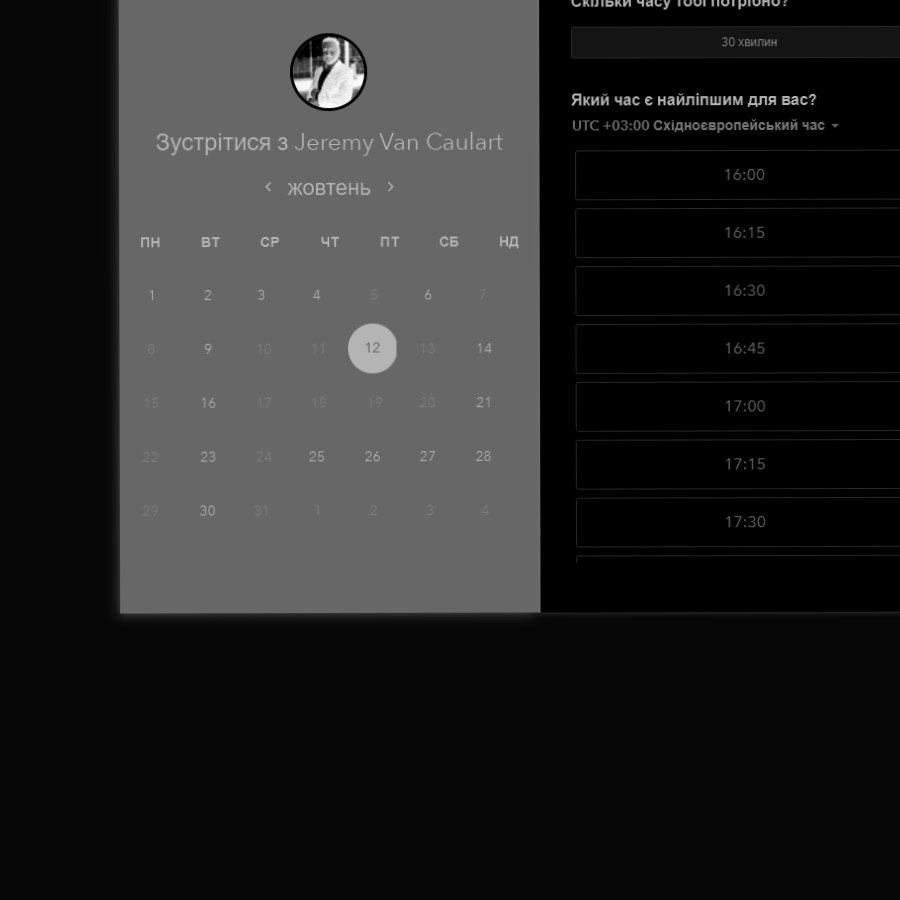 Зустрітися з Jeremy Van Caulart
жовтень
ПН ВТ СР ЧТ ПТ СБ НД
1 2 3 4 5 6 7
8 9 10 11 12 13 14
15 16 17 18 19 20 21
22 23 24 25 26 27 28
29 30 31 1 2 3 4
Скільки часу тобі потрібно?
30 хвилин
Який час є найліпшим для вас?
UTC +03:00 Східноєвропейський час
16:00
16:15
16:30
16:45
17:00
17:15
17:30